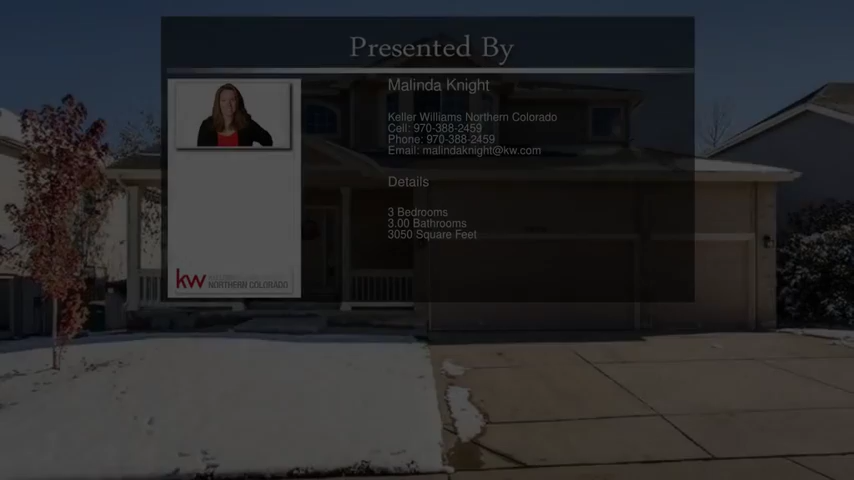 Presented By
Malinda Knight
Keller Williams Northern Colorado
Cell: 970-388-2459
Phone: 970-388-2459
Email: malindaknight@kw.com
Details
3 Bedrooms
3.00 Bathrooms
3050 Square Feet
kw
NORTHERN COLORADO